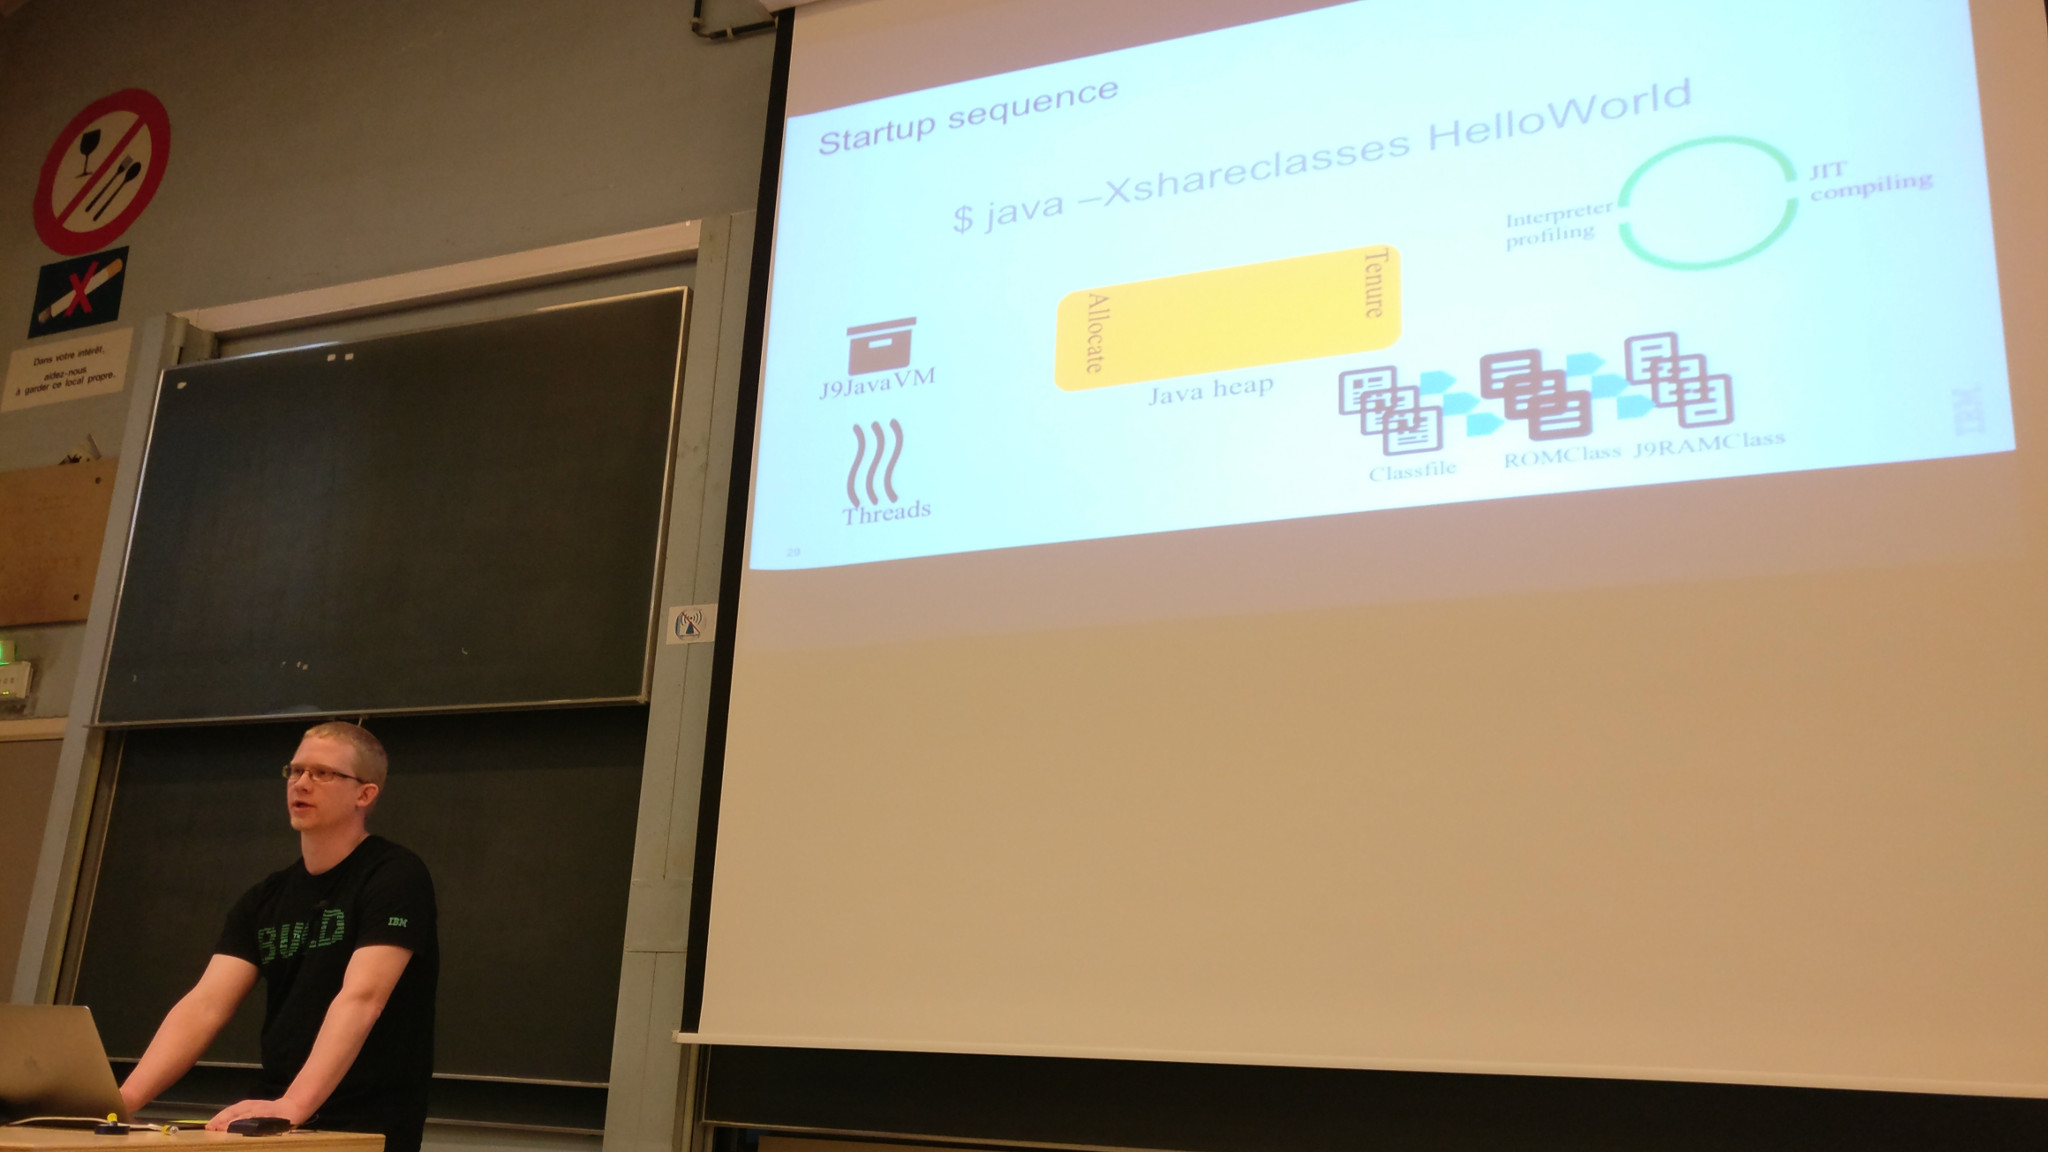 Startup sequence
$ java –Xshareclasses HelloWorld
JIT
compiling
Interpreter
profiling
Allocate
Tenure
Java heap
J9JavaVM
Threads
Classfile
ROMClass
J9RAMClass
28
IBM
Dans votre intérêt,
aidez-nous
à garder ce local propre.
BUILD
IBM